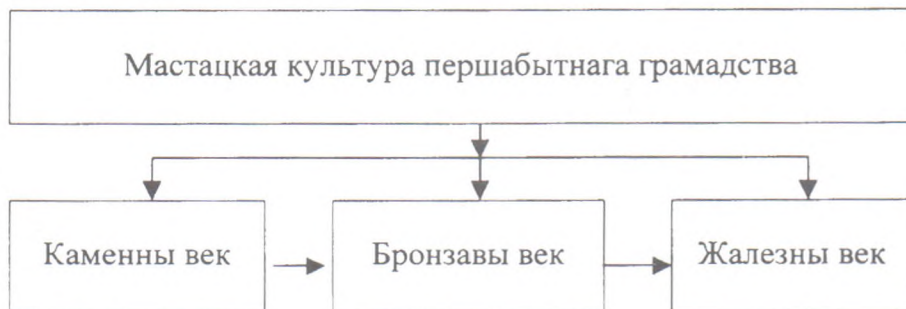 Мастацкая культура першабытнага грамадства
Каменны век
Бронзавы век
Жалезны век